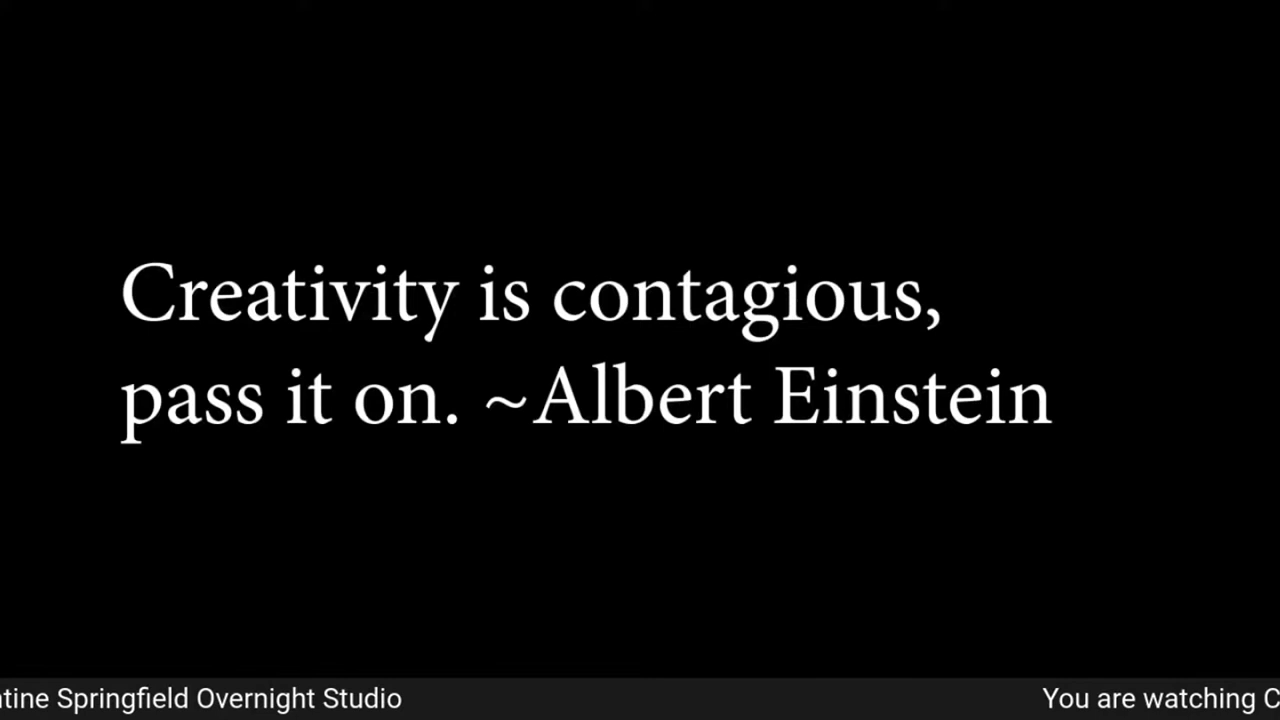 Creativity is contagious,
pass it on. ~Albert Einstein
Springfield Overnight Studio
You are watching